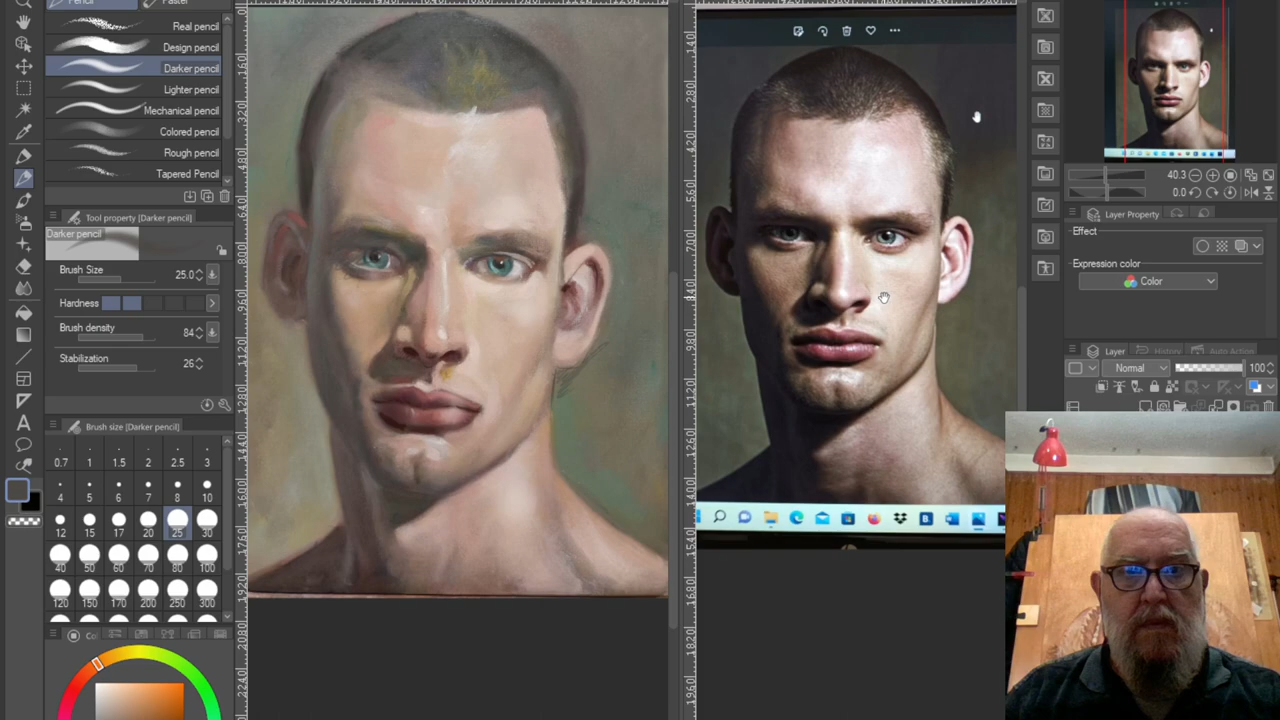 Pencil
Pastel
Real pencil
Design pencil
Darker pencil
Lighter pencil
Mechanical pencil
Colored pencil
Rough pencil
Tapered Pencil
Tool property [Darker pencil]
Darker pencil
Brush Size 25.0
Hardness
Brush density 84
Stabilization 26
Brush size [Darker pencil]
0.7 1 1.5 2 2.5 3
4 5 6 7 8 10
12 15 17 20 25 30
40 50 60 70 80 100
120 150 170 200 250 300
40.3
0.0
Layer Property
Effect
Expression color
Color
Layer
History
Auto Action
Normal 100